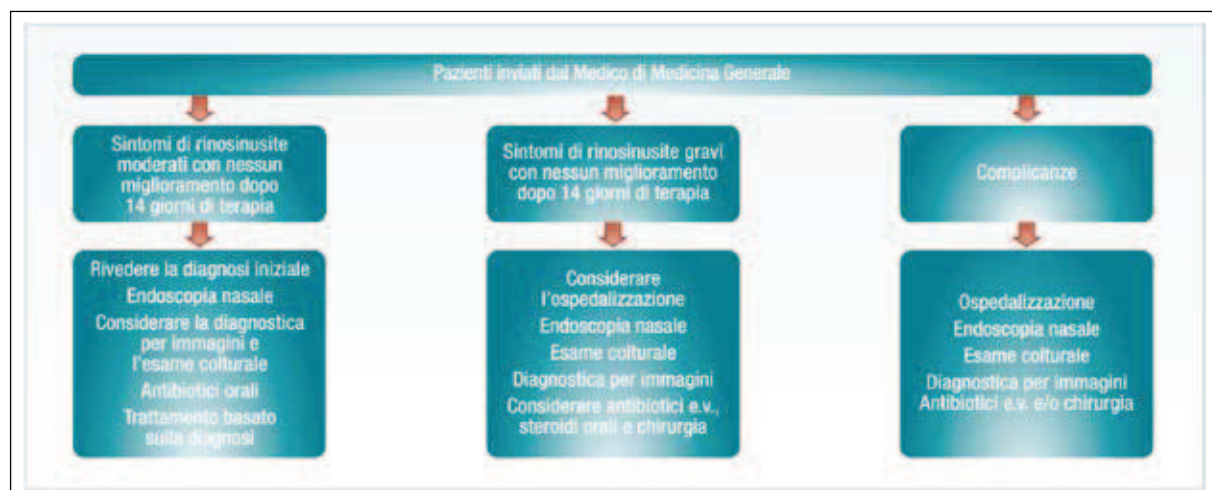 Pazienti inviati dal Medico di Medicina Generale
Sintomi di rinosinusite
moderati con nessun
miglioramento dopo
14 giorni di terapia
Sintomi di rinosinusite gravi
con nessun miglioramento
dopo 14 giorni di terapia
Complicanze
Rivedere la diagnosi iniziale
Endoscopia nasale
Considerare la diagnostica
per immagini e
l'esame colturale
Antibiotici orali
Trattamento basato
sulla diagnosi
Considerare
l'ospedalizzazione
Endoscopia nasale
Esame colturale
Diagnostica per immagini
Considerare antibiotici e.v.,
steroidi orali e chirurgia
Ospedalizzazione
Endoscopia nasale
Esame colturale
Diagnostica per immagini
Antibiotici e.v. e/o chirurgia